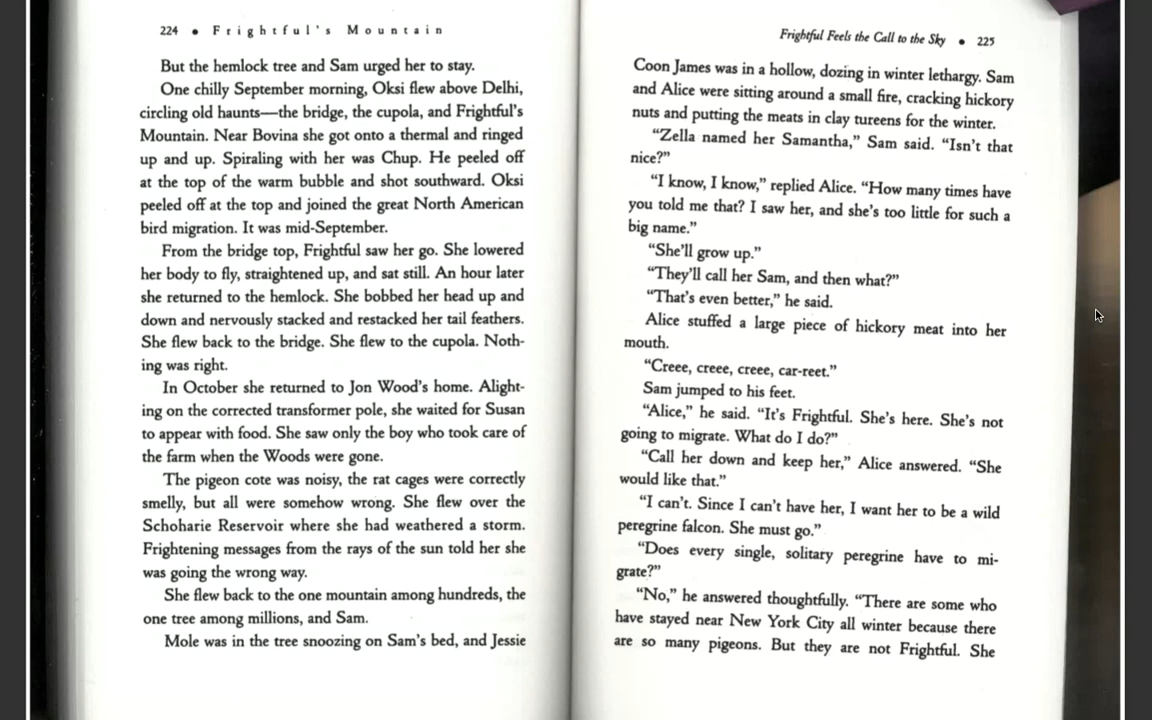 224 • Frightful's Mountain
But the hemlock tree and Sam urged her to stay.
One chilly September morning, Oksi flew above Delhi,
circling old haunts—the bridge, the cupola, and Frightful's
Mountain. Near Bovina she got onto a thermal and ringed
up and up. Spiraling with her was Chup. He peeled off
at the top of the warm bubble and shot southward. Oksi
peeled off at the top and joined the great North American
bird migration. It was mid-September.
From the bridge top, Frightful saw her go. She lowered
her body to fly, straightened up, and sat still. An hour later
she returned to the hemlock. She bobbed her head up and
down and nervously stacked and restacked her tail feathers.
She flew back to the bridge. She flew to the cupola. Noth-
ing was right.
In October she returned to Jon Wood's home. Alight-
ing on the corrected transformer pole, she waited for Susan
to appear with food. She saw only the boy who took care of
the farm when the Woods were gone.
The pigeon cote was noisy, the rat cages were correctly
smelly, but all were somehow wrong. She flew over the
Schoharie Reservoir where she had weathered a storm.
Frightening messages from the rays of the sun told her she
was going the wrong way.
She flew back to the one mountain among hundreds, the
one tree among millions, and Sam.
Mole was in the tree snoozing on Sam's bed, and Jessie
Frightful Feels the Call to the Sky • 225
Coon James was in a hollow, dozing in winter lethargy. Sam
and Alice were sitting around a small fire, cracking hickory
nuts and putting the meats in clay tureens for the winter.
"Zella named her Samantha," Sam said. "Isn't that
nice?"
"I know, I know," replied Alice. "How many times have
you told me that? I saw her, and she's too little for such a
big name."
"She'll grow up."
"They'll call her Sam, and then what?"
"That's even better," he said.
Alice stuffed a large piece of hickory meat into her
mouth.
"Creee, creee, creee, car-reet."
Sam jumped to his feet.
"Alice," he said. "It's Frightful. She's here. She's not
going to migrate. What do I do?"
"Call her down and keep her," Alice answered. "She
would like that."
"I can't. Since I can't have her, I want her to be a wild
peregrine falcon. She must go."
"Does every single, solitary peregrine have to mi-
grate?"
"No," he answered thoughtfully. "There are some who
have stayed near New York City all winter because there
are so many pigeons. But they are not Frightful. She